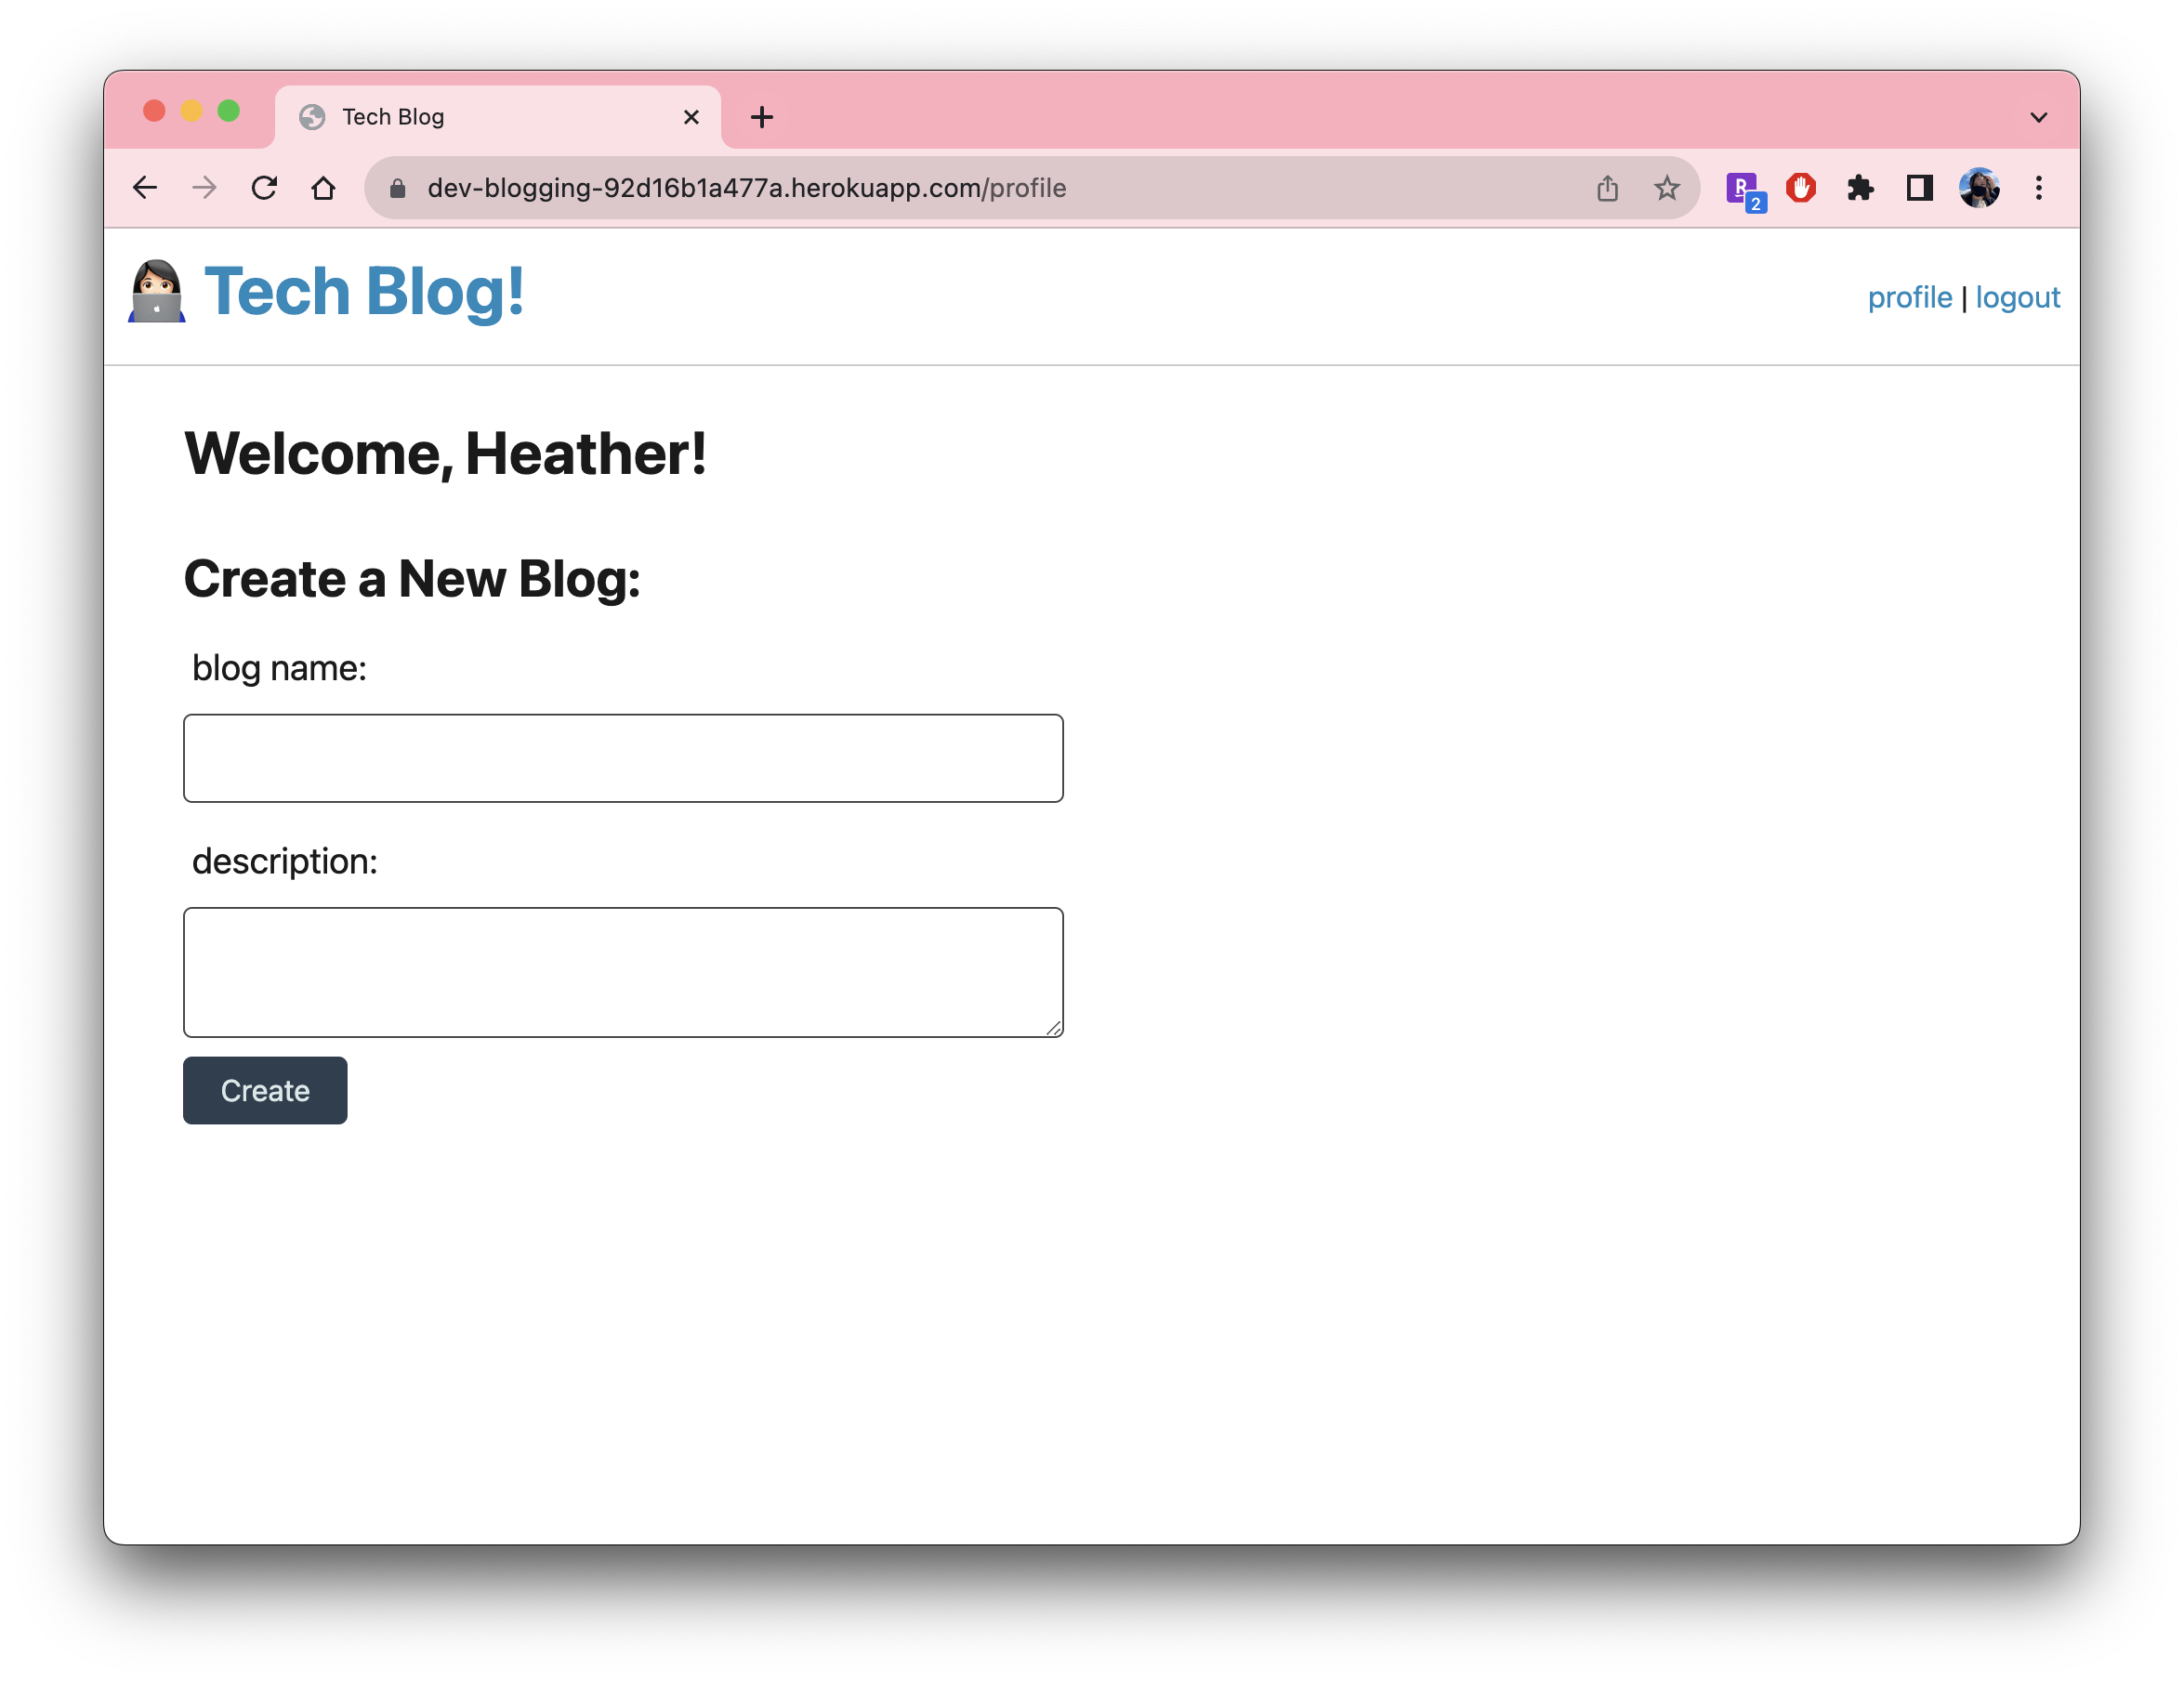 Tech Blog
dev-blogging-92d16b1a477a.herokuapp.com/profile
R
2
Tech Blog!
profile | logout
Welcome, Heather!
Create a New Blog:
blog name:
description:
Create